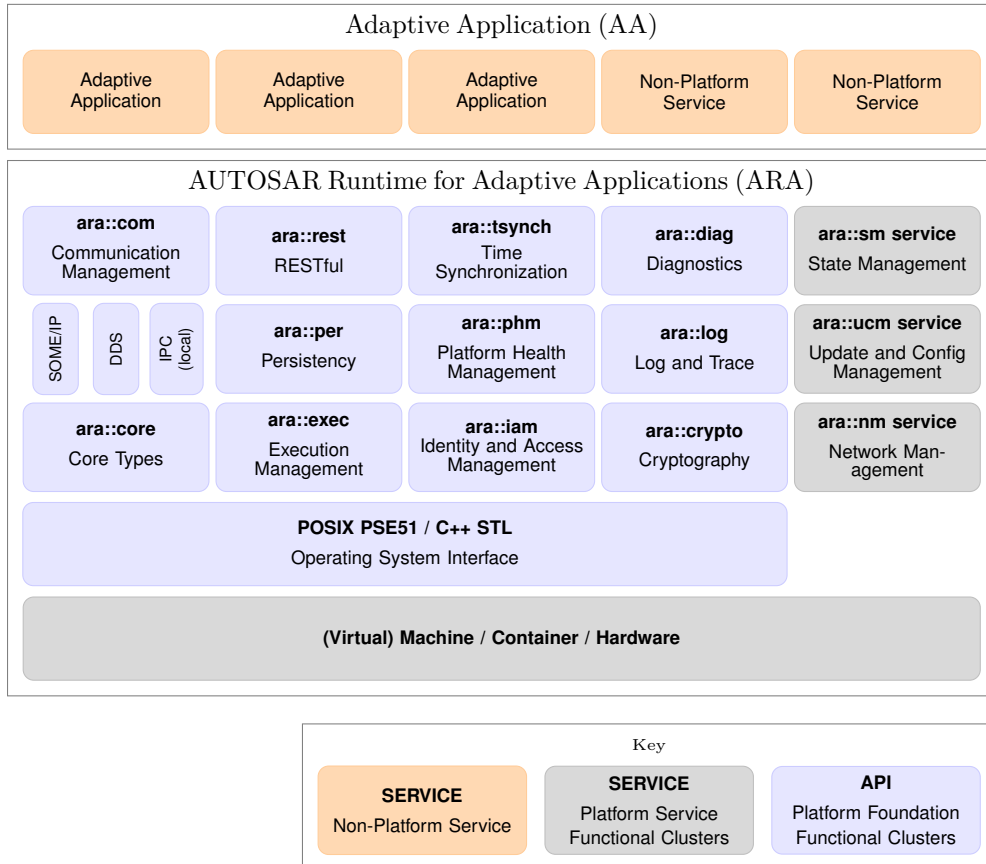 Adaptive Application (AA)
Adaptive
Application
Adaptive
Application
Adaptive
Application
Non-Platform
Service
Non-Platform
Service
AUTOSAR Runtime for Adaptive Applications (ARA)
ara::com
Communication
Management
ara::rest
RESTful
ara::tsynch
Time
Synchronization
ara::diag
Diagnostics
ara::sm service
State Management
SOME/IP
DDS
IPC
(local)
ara::per
Persistency
ara::phm
Platform Health
Management
ara::log
Log and Trace
ara::ucm service
Update and Config
Management
ara::core
Core Types
ara::exec
Execution
Management
ara::iam
Identity and Access
Management
ara::crypto
Cryptography
ara::nm service
Network Man-
agement
POSIX PSE51 / C++ STL
Operating System Interface
(Virtual) Machine / Container / Hardware
Key
SERVICE
Non-Platform Service
SERVICE
Platform Service
Functional Clusters
API
Platform Foundation
Functional Clusters